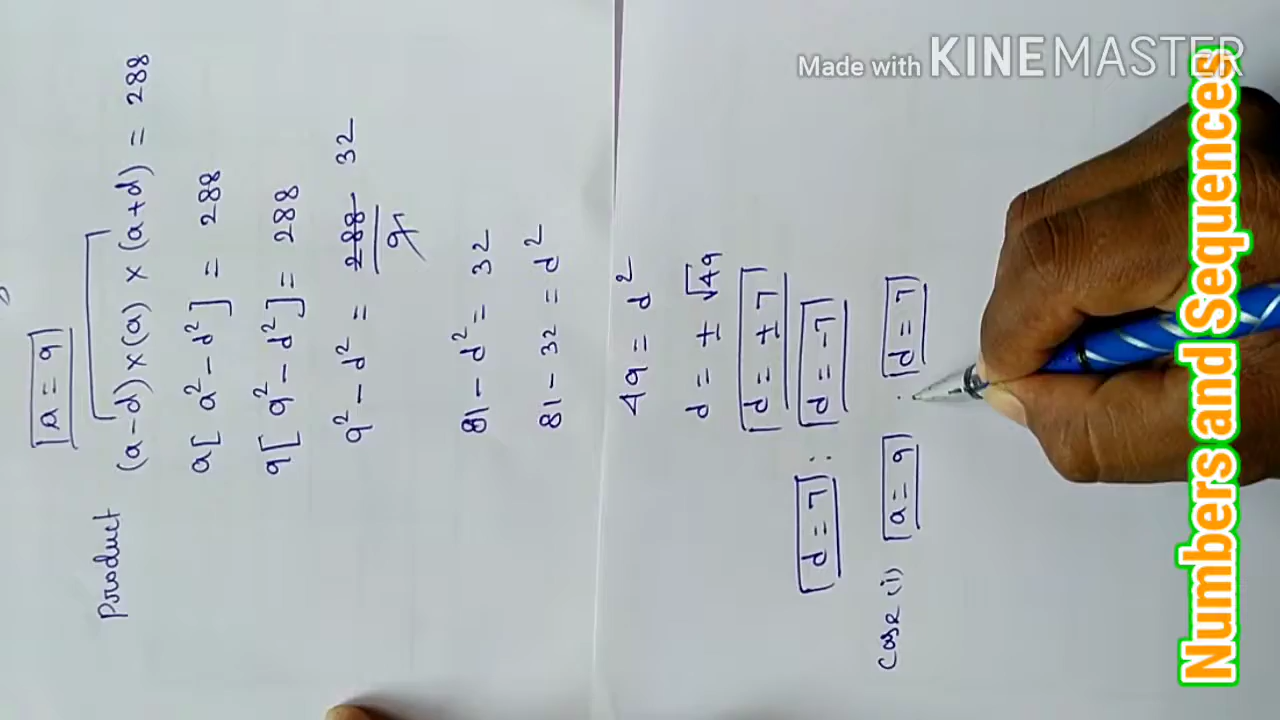 Made with KINEMASTER
Numbers and Sequences
a = 9
Product (a-d) × (a) × (a+d) = 288
a[a² - d²] = 288
9[9² - d²] = 288
9² - d² = 288/9 32
81 - d² = 32
81 - 32 = d²
49 = d²
d = ± √49
d = ± 7
d = 7 : d = -7
Case (i) a = 9 d = 7